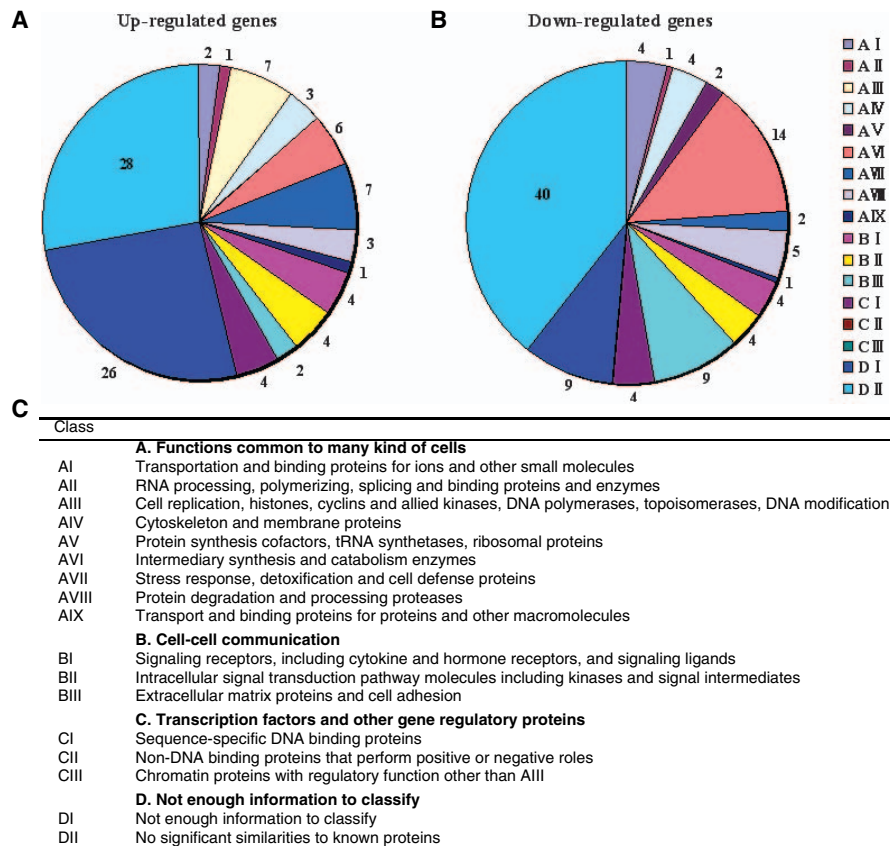 A
Up-regulated genes
2
1
7
3
6
7
3
1
4
4
2
4
26
28
B
Down-regulated genes
4
1
4
2
14
2
5
1
4
4
9
4
9
40
A I
A II
A III
A IV
A V
A VI
A VII
A VIII
A IX
B I
B II
B III
C I
C II
C III
D I
D II
C
Class
A. Functions common to many kind of cells
AI Transportation and binding proteins for ions and other small molecules
AII RNA processing, polymerizing, splicing and binding proteins and enzymes
AIII Cell replication, histones, cyclins and allied kinases, DNA polymerases, topoisomerases, DNA modification
AIV Cytoskeleton and membrane proteins
AV Protein synthesis cofactors, tRNA synthetases, ribosomal proteins
AVI Intermediary synthesis and catabolism enzymes
AVII Stress response, detoxification and cell defense proteins
AVIII Protein degradation and processing proteases
AIX Transport and binding proteins for proteins and other macromolecules
B. Cell-cell communication
BI Signaling receptors, including cytokine and hormone receptors, and signaling ligands
BII Intracellular signal transduction pathway molecules including kinases and signal intermediates
BIII Extracellular matrix proteins and cell adhesion
C. Transcription factors and other gene regulatory proteins
CI Sequence-specific DNA binding proteins
CII Non-DNA binding proteins that perform positive or negative roles
CIII Chromatin proteins with regulatory function other than AIII
D. Not enough information to classify
DI Not enough information to classify
DII No significant similarities to known proteins